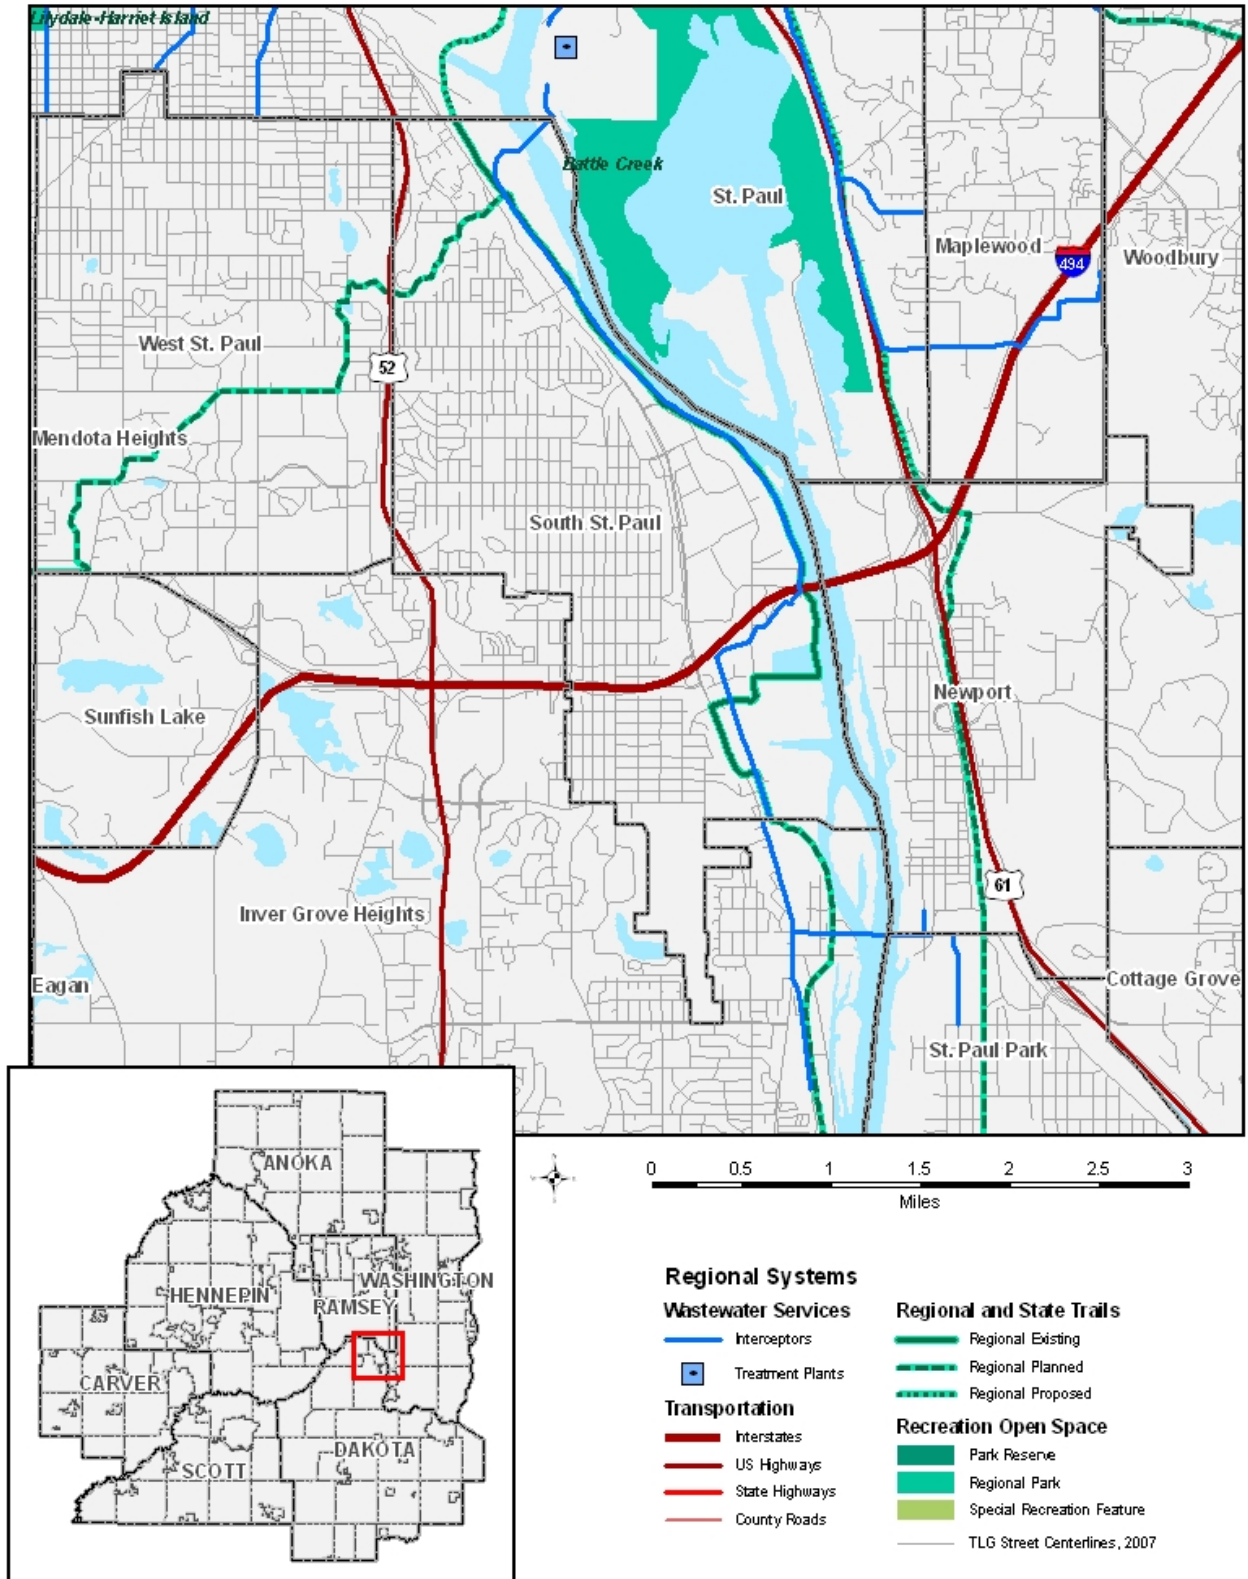 Lilydale-Harriet Island
Battle Creek
St. Paul
Maplewood
494
Woodbury
West St. Paul
52
Mendota Heights
South St. Paul
Newport
Sunfish Lake
61
Inver Grove Heights
Eagan
Cottage Grove
St. Paul Park
ANOKA
WASHINGTON
HENNEPIN
RAMSEY
CARVER
DAKOTA
SCOTT
0 0.5 1 1.5 2 2.5 3
Miles
Regional Systems
Wastewater Services
Interceptors
Treatment Plants
Transportation
Interstates
US Highways
State Highways
County Roads
Regional and State Trails
Regional Existing
Regional Planned
Regional Proposed
Recreation Open Space
Park Reserve
Regional Park
Special Recreation Feature
TLG Street Centerlines, 2007